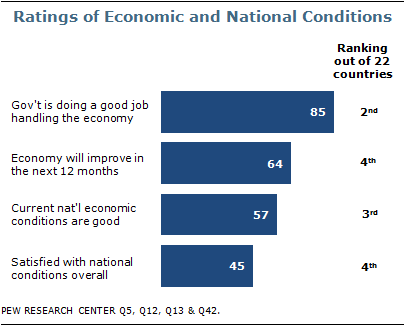 Ratings of Economic and National Conditions
Ranking
out of 22
countries
Gov't is doing a good job
handling the economy
85
2nd
Economy will improve in
the next 12 months
64
4th
Current nat'l economic
conditions are good
57
3rd
Satisfied with national
conditions overall
45
4th
PEW RESEARCH CENTER Q5, Q12, Q13 & Q42.